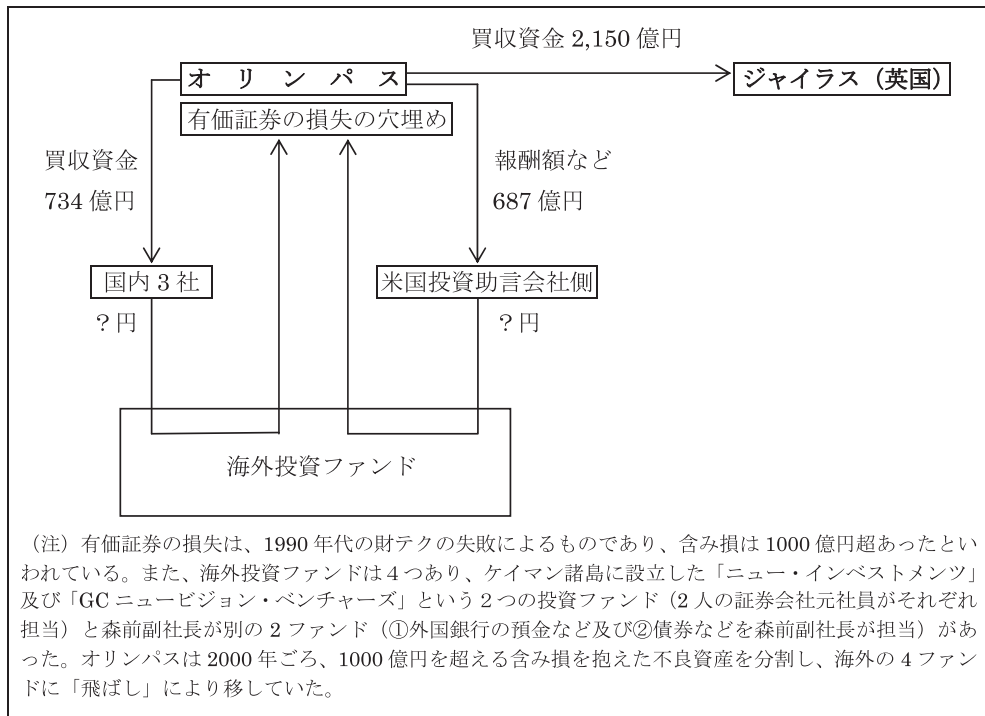 買収資金 2,150 億円
オ リ ン パ ス
ジャイラス（英国）
有価証券の損失の穴埋め
買収資金
734 億円
報酬額など
687 億円
国内 3 社
米国投資助言会社側
？円
？円
海外投資ファンド
（注）有価証券の損失は、1990 年代の財テクの失敗によるものであり、含み損は 1000 億円超あったとい
われている。また、海外投資ファンドは４つあり、ケイマン諸島に設立した「ニュー・インベストメンツ」
及び「GC ニュービジョン・ベンチャーズ」という２つの投資ファンド（2 人の証券会社元社員がそれぞれ
担当）と森前副社長が別の 2 ファンド（①外国銀行の預金など及び②債券などを森前副社長が担当）があ
った。オリンパスは 2000 年ごろ、1000 億円を超える含み損を抱えた不良資産を分割し、海外の 4 ファン
ドに「飛ばし」により移していた。